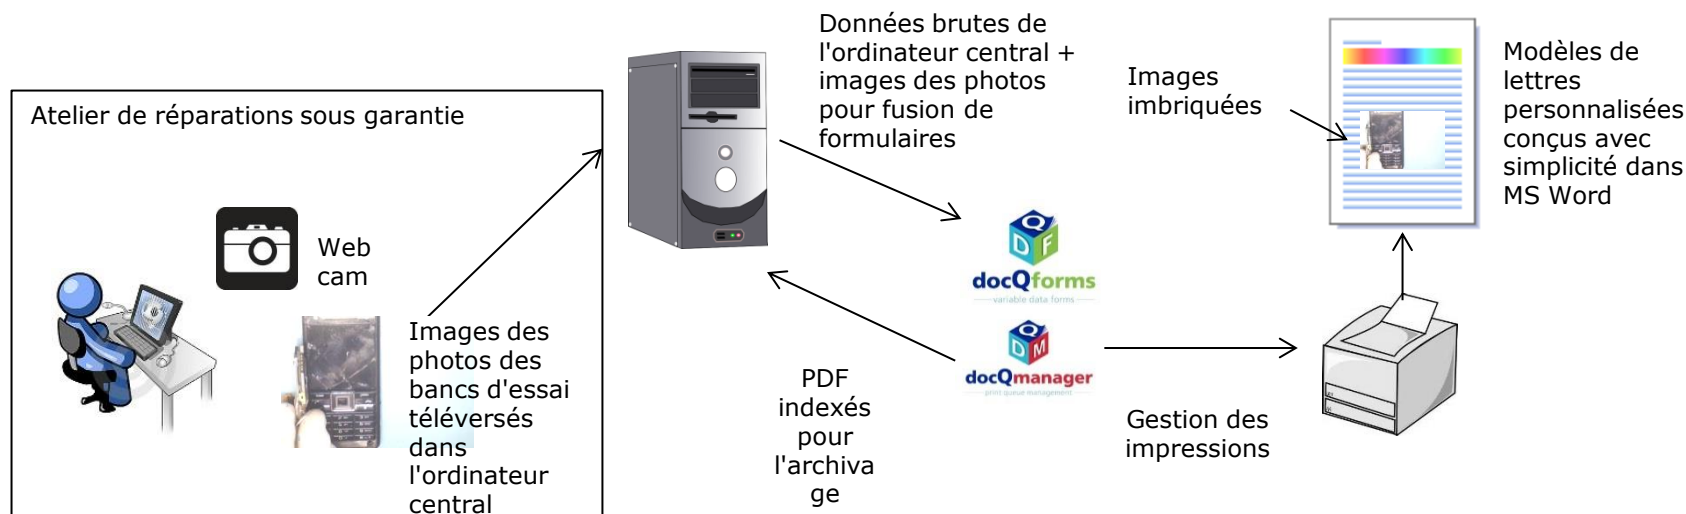 Atelier de réparations sous garantie
Web
cam
Images des
photos des
bancs d'essai
téléversés
dans
l'ordinateur
central
Données brutes de
l'ordinateur central +
images des photos
pour fusion de
formulaires
Q
D F
docQforms
variable data forms
Q
D M
docQmanager
print queue management
PDF
indexés
pour
l'archiva
ge
Gestion des
impressions
Images
imbriquées
Modèles de
lettres
personnalisées
conçus avec
simplicité dans
MS Word